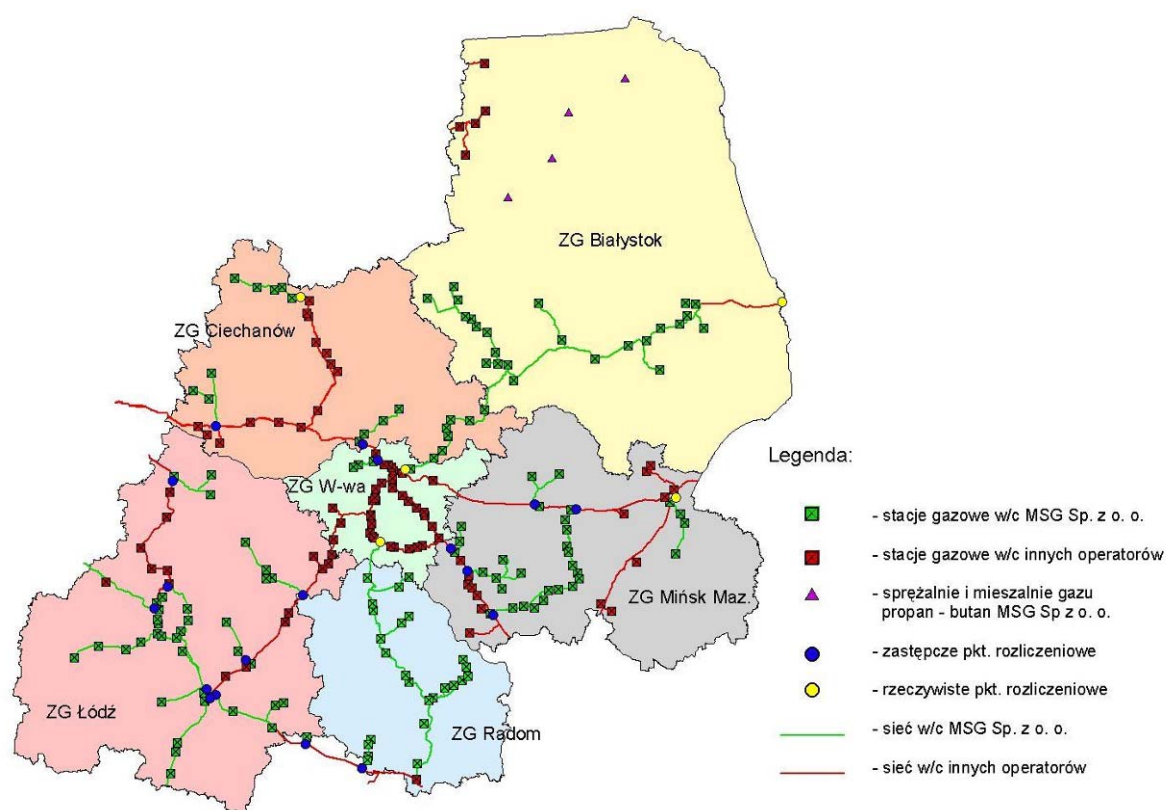 ZG Białystok
ZG Ciechanów
ZG W-wa
ZG Mińsk Maz.
ZG Łódź
ZG Radom
Legenda:
- stacje gazowe w/c MSG Sp. z o. o.
- stacje gazowe w/c innych operatorów
- sprężalnie i mieszalnie gazu
propan - butan MSG Sp z o. o.
- zastępcze pkt. rozliczeniowe
- rzeczywiste pkt. rozliczeniowe
- sieć w/c MSG Sp. z o. o.
- sieć w/c innych operatorów